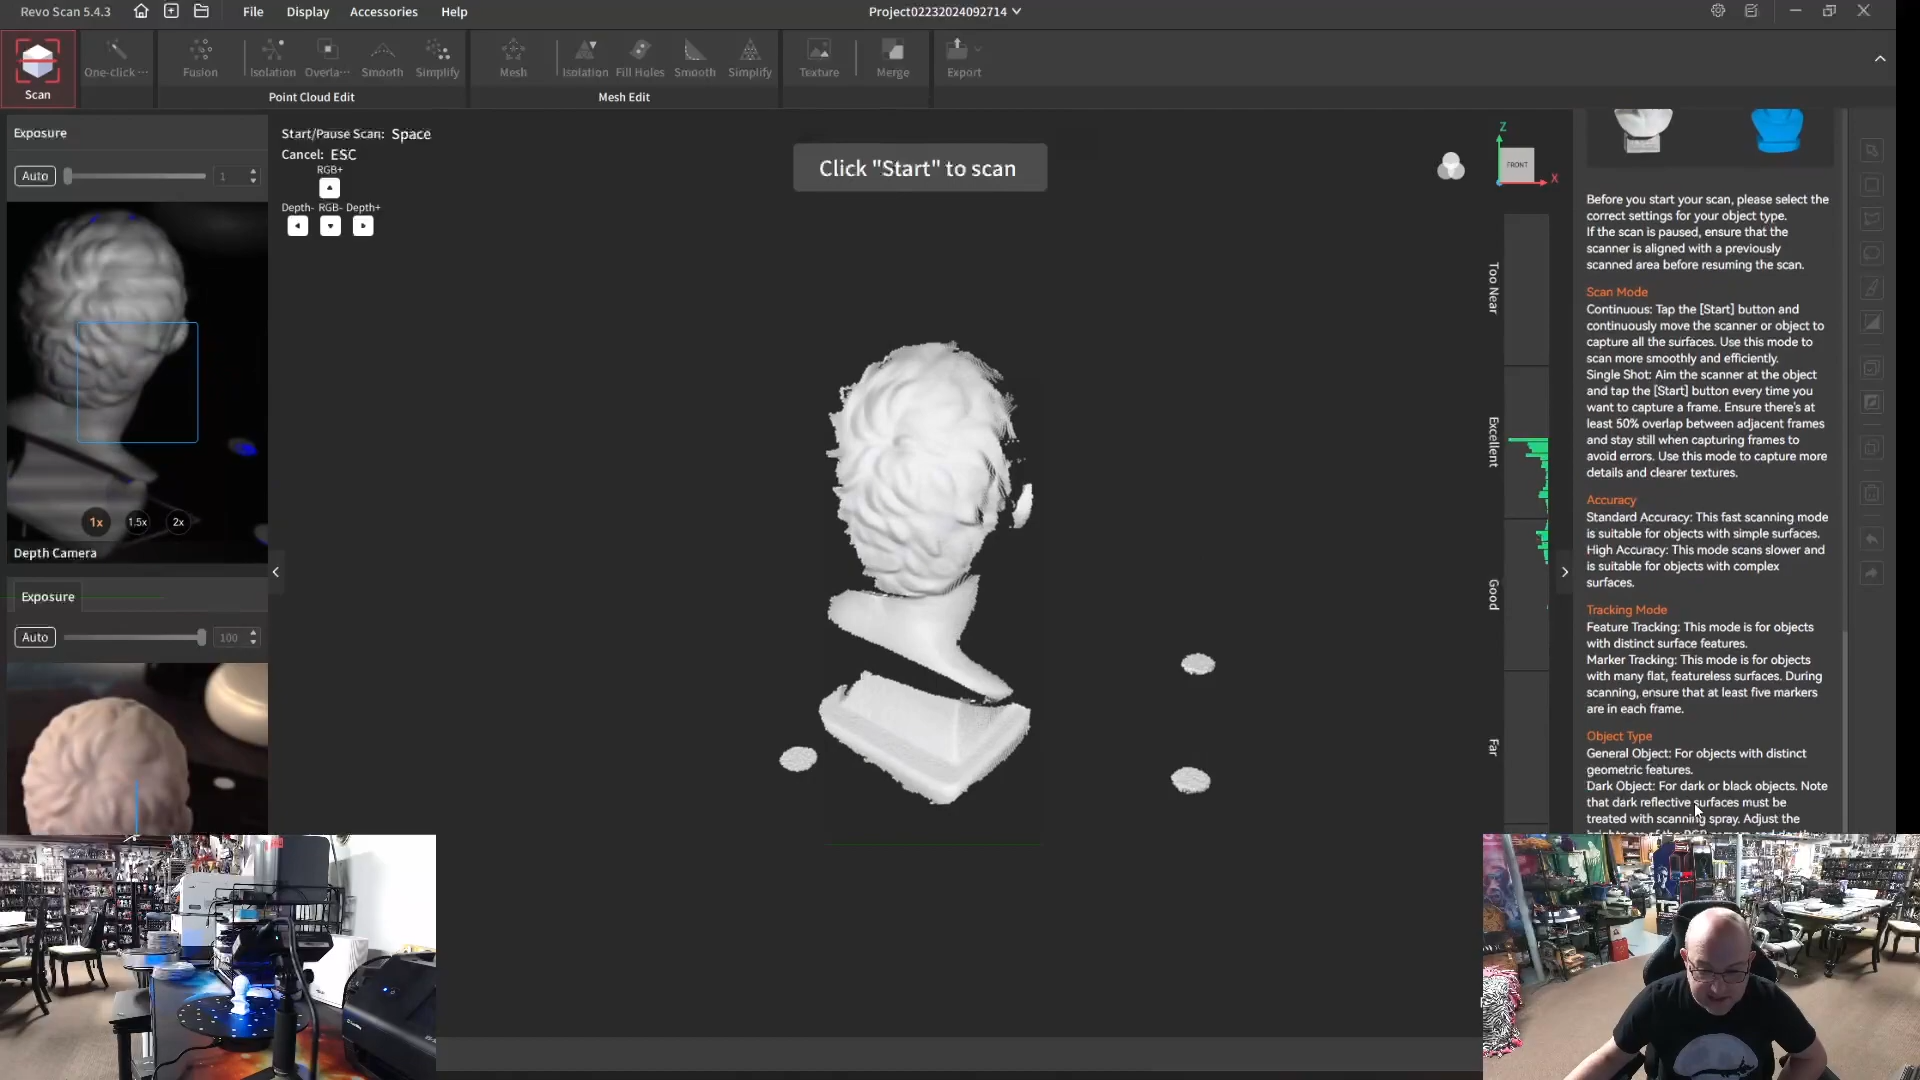 Revo Scan 5.4.3
File
Display
Accessories
Help
Project02232024092714
Scan
One-click ···
Fusion
Isolation
Overla···
Smooth
Simplify
Point Cloud Edit
Mesh
Isolation
Fill Holes
Smooth
Simplify
Mesh Edit
Texture
Merge
Export
Exposure
Auto
1
1x
1.5x
2x
Depth Camera
Exposure
Auto
100
Start/Pause Scan: Space
Cancel: ESC
RGB+
Depth- RGB- Depth+
Click "Start" to scan
Z
FRONT
X
Too Near
Excellent
Good
Far
Before you start your scan, please select the
correct settings for your object type.
If the scan is paused, ensure that the
scanner is aligned with a previously
scanned area before resuming the scan.
Scan Mode
Continuous: Tap the [Start] button and
continuously move the scanner or object to
capture all the surfaces. Use this mode to
scan more smoothly and efficiently.
Single Shot: Aim the scanner at the object
and tap the [Start] button every time you
want to capture a frame. Ensure there's at
least 50% overlap between adjacent frames
and stay still when capturing frames to
avoid errors. Use this mode to capture more
details and clearer textures.
Accuracy
Standard Accuracy: This fast scanning mode
is suitable for objects with simple surfaces.
High Accuracy: This mode scans slower and
is suitable for objects with complex
surfaces.
Tracking Mode
Feature Tracking: This mode is for objects
with distinct surface features.
Marker Tracking: This mode is for objects
with many flat, featureless surfaces. During
scanning, ensure that at least five markers
are in each frame.
Object Type
General Object: For objects with distinct
geometric features.
Dark Object: For dark or black objects. Note
that dark reflective surfaces must be
treated with scanning spray. Adjust the